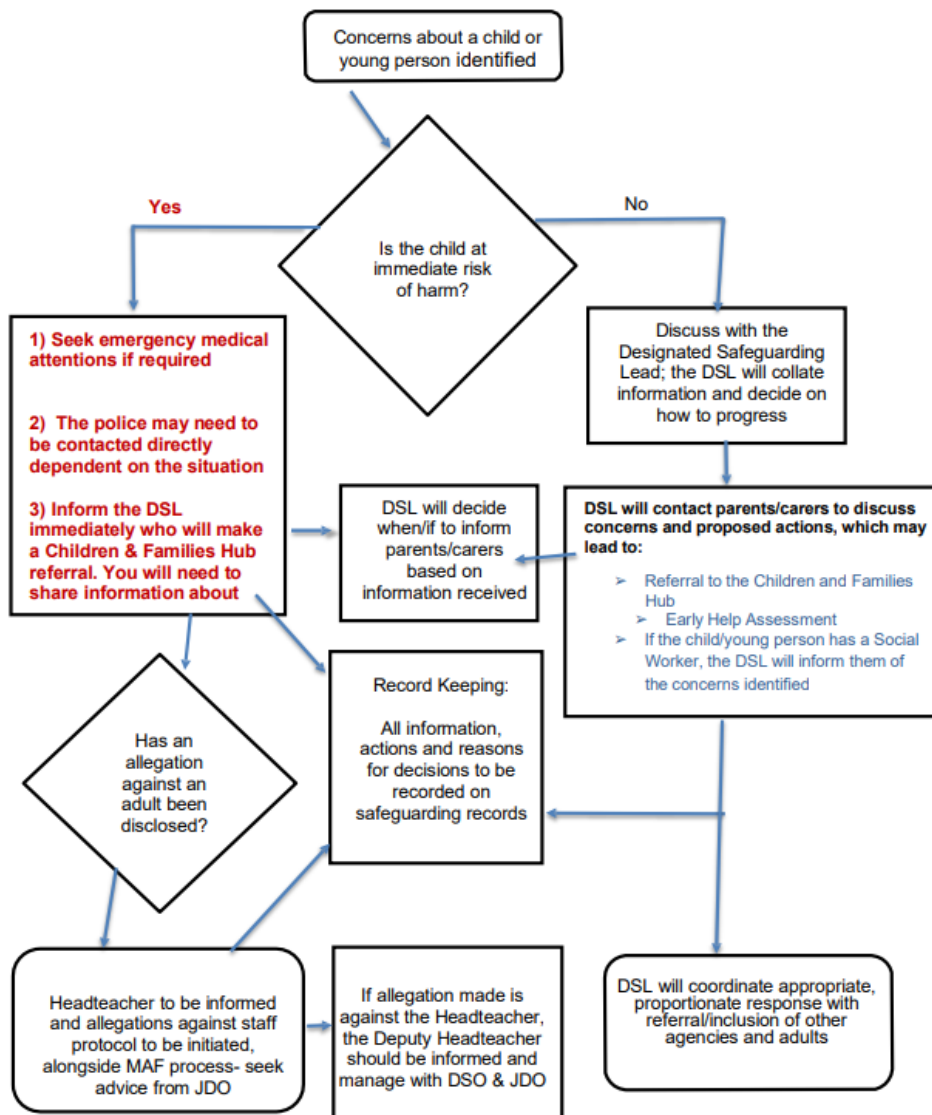 Concerns about a child or
young person identified
Yes
No
Is the child at
immediate risk
of harm?
1) Seek emergency medical
attentions if required
2) The police may need to
be contacted directly
dependent on the situation
3) Inform the DSL
immediately who will make
a Children & Families Hub
referral. You will need to
share information about
Discuss with the
Designated Safeguarding
Lead; the DSL will collate
information and decide on
how to progress
DSL will decide
when/if to inform
parents/carers
based on
information received
DSL will contact parents/carers to discuss
concerns and proposed actions, which may
lead to:
➢ Referral to the Children and Families
Hub
➢ Early Help Assessment
➢ If the child/young person has a Social
Worker, the DSL will inform them of
the concerns identified
Has an
allegation
against an
adult been
disclosed?
Record Keeping:
All information,
actions and reasons
for decisions to be
recorded on
safeguarding records
Headteacher to be informed
and allegations against staff
protocol to be initiated,
alongside MAF process- seek
advice from JDO
If allegation made is
against the Headteacher,
the Deputy Headteacher
should be informed and
manage with DSO & JDO
DSL will coordinate appropriate,
proportionate response with
referral/inclusion of other
agencies and adults